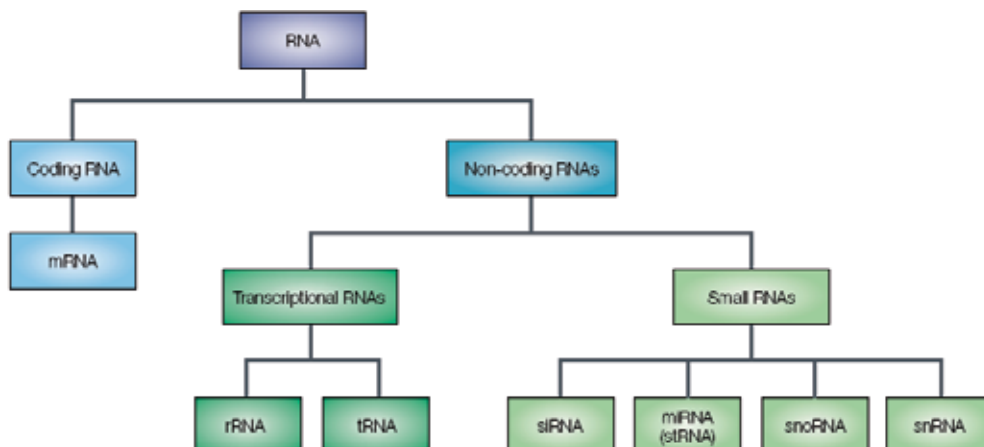 RNA
Coding RNA
Non-coding RNAs
mRNA
Transcriptional RNAs
Small RNAs
rRNA
tRNA
siRNA
miRNA
(stRNA)
snoRNA
snRNA